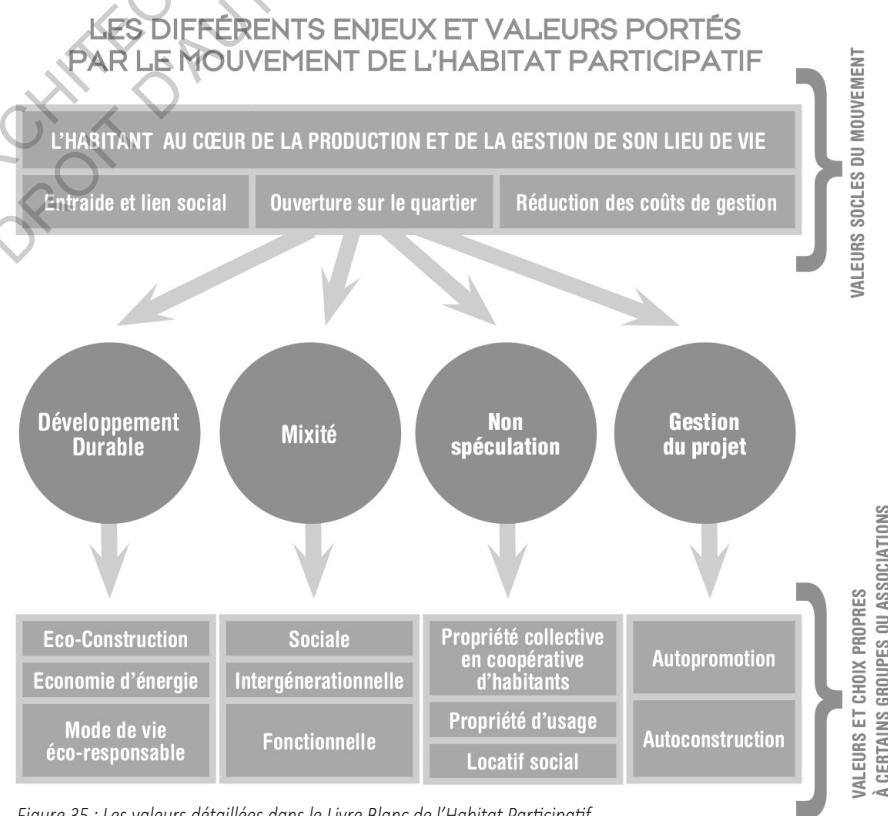 LES DIFFÉRENTS ENJEUX ET VALEURS PORTÉS
PAR LE MOUVEMENT DE L'HABITAT PARTICIPATIF
L'HABITANT AU CŒUR DE LA PRODUCTION ET DE LA GESTION DE SON LIEU DE VIE
Entraide et lien social
Ouverture sur le quartier
Réduction des coûts de gestion
VALEURS SOCLES DU MOUVEMENT
Développement
Durable
Mixité
Non
spéculation
Gestion
du projet
Eco-Construction
Economie d'énergie
Mode de vie
éco-responsable
Sociale
Intergénerationnelle
Fonctionnelle
Propriété collective
en coopérative
d'habitants
Propriété d'usage
Locatif social
Autopromotion
Autoconstruction
VALEURS ET CHOIX PROPRES
À CERTAINS GROUPES OU ASSOCIATIONS
Figure 35 : Les valeurs détaillées dans le Livre Blanc de l'Habitat Participatif